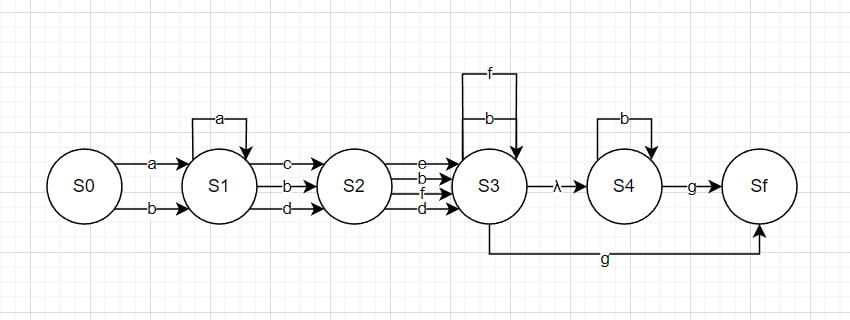 f
a b b
a c e
S0 S1 b S2 b S3 λ S4 g Sf
f
b d d
g